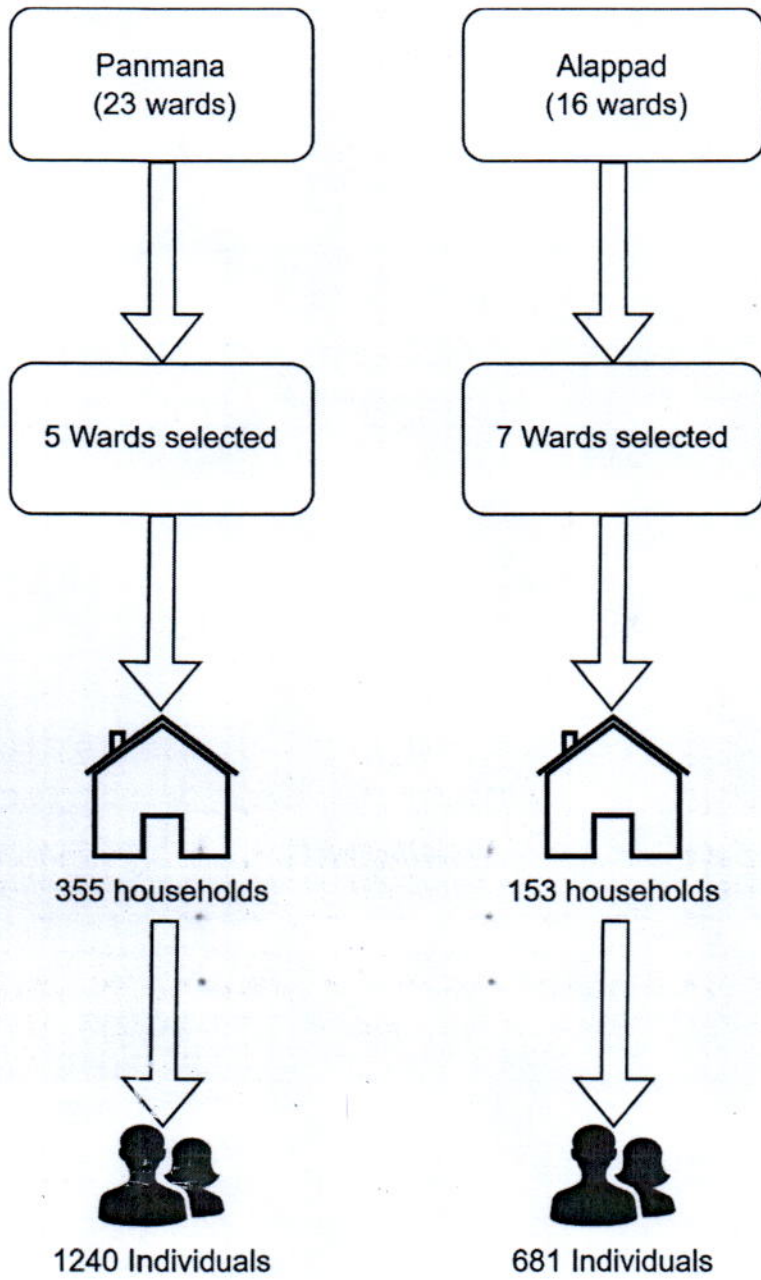 Panmana
(23 wards)
Alappad
(16 wards)
5 Wards selected
7 Wards selected
355 households
153 households
1240 Individuals
681 Individuals